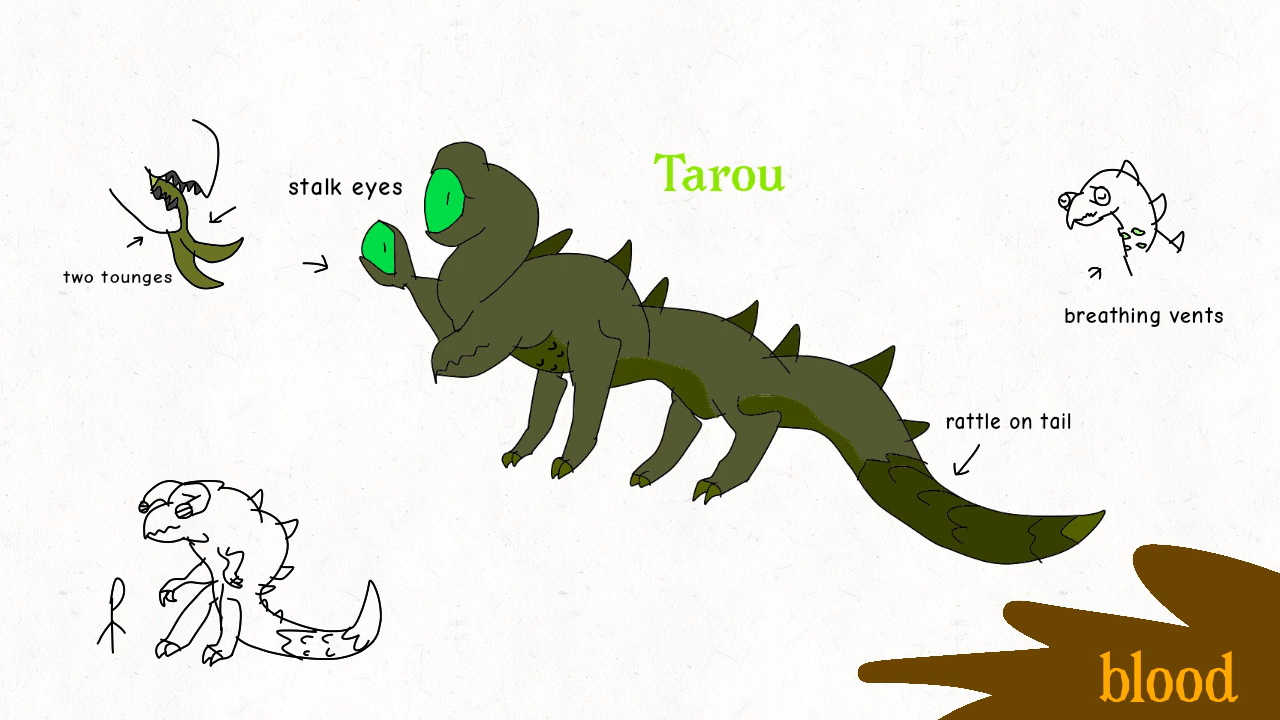 Tarou
stalk eyes
two tounges
breathing vents
rattle on tail
blood